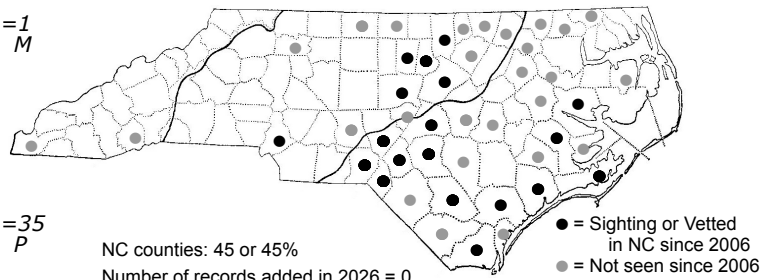 =1
M
=35
P
NC counties: 45 or 45%
Number of records added in 2026 = 0
= Sighting or Vetted
in NC since 2006
= Not seen since 2006